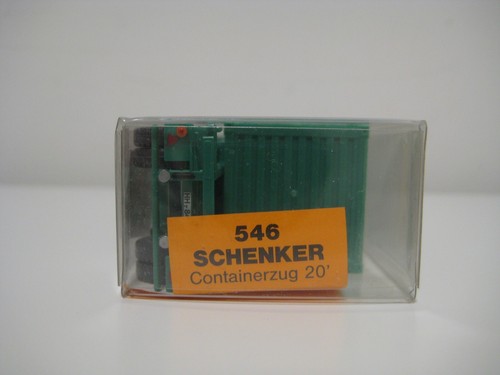 546
SCHENKER
Containerzug 20'